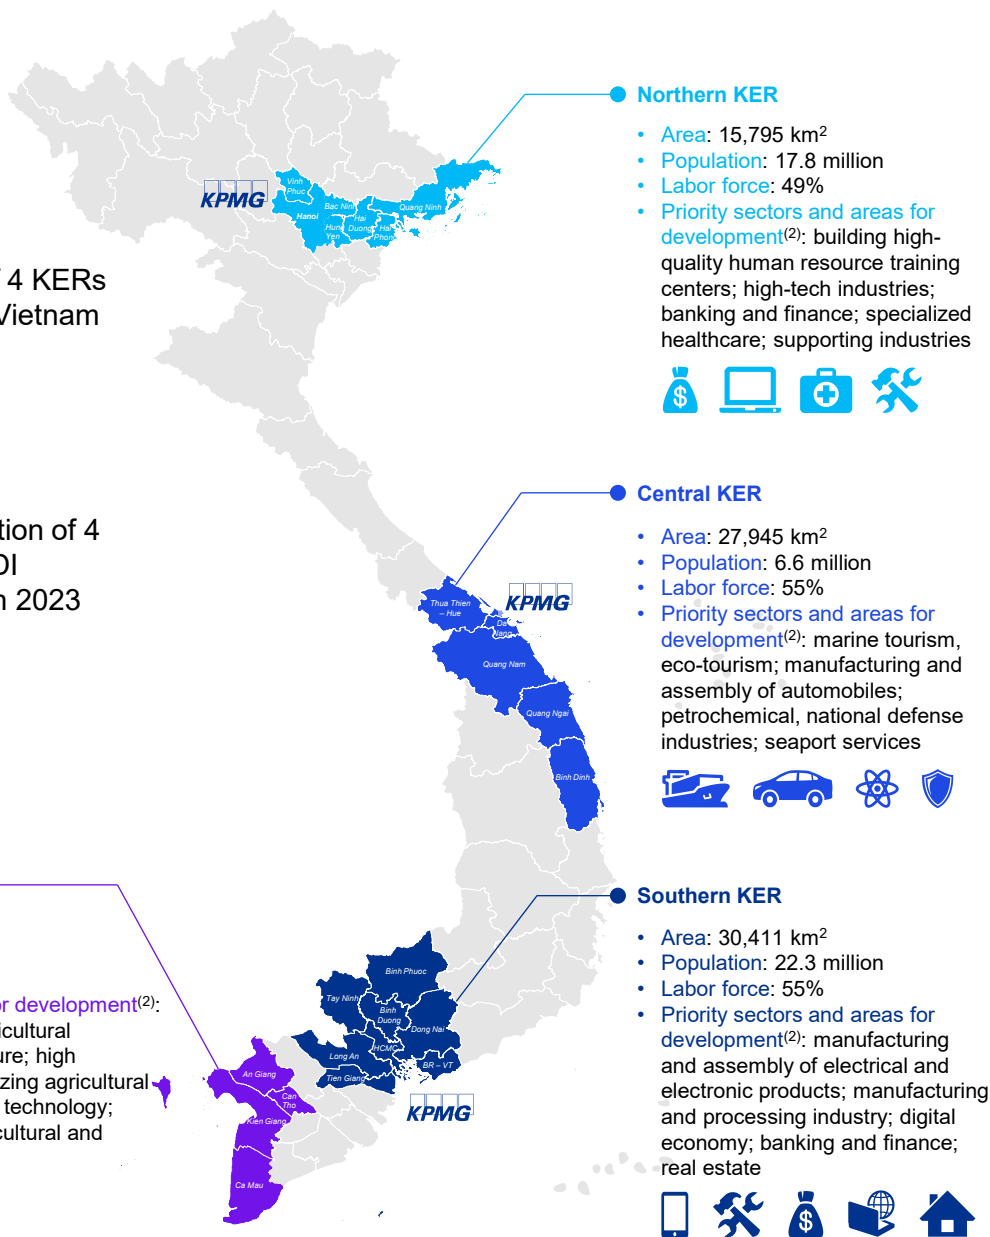 Northern KER
• Area: 15,795 km²
• Population: 17.8 million
• Labor force: 49%
• Priority sectors and areas for
development(2): building high-
quality human resource training
centers; high-tech industries;
banking and finance; specialized
healthcare; supporting industries
KPMG
Vinh
Phuc
Bac Ninh
Hanoi
Quang Ninh
Hai
Duong
Hung
Yen
Hai
Phong
4 KERs
Vietnam
tion of 4
DI
n 2023
Central KER
• Area: 27,945 km²
• Population: 6.6 million
• Labor force: 55%
• Priority sectors and areas for
development(2): marine tourism,
eco-tourism; manufacturing and
assembly of automobiles;
petrochemical, national defense
industries; seaport services
KPMG
Thua Thien
– Hue
Da
Nang
Quang Nam
Quang Ngai
Binh Dinh
Southern KER
• Area: 30,411 km²
• Population: 22.3 million
• Labor force: 55%
• Priority sectors and areas for
development(2): manufacturing
and assembly of electrical and
electronic products; manufacturing
and processing industry; digital
economy; banking and finance;
real estate
Binh Phuoc
Tay Ninh
Binh
Duong
Dong Nai
HCMC
Long An
BR – VT
Tien Giang
KPMG
or development(2):
icultural
ure; high
zing agricultural
technology;
cultural and
An Giang
Can
Tho
Kien Giang
Ca Mau